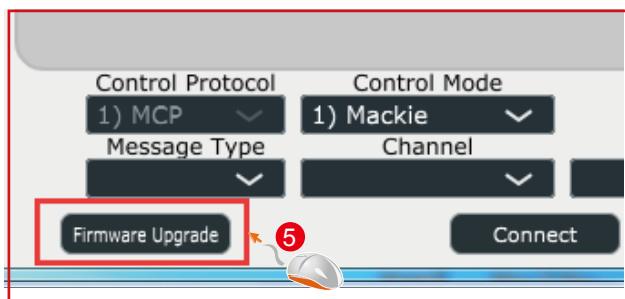 Control Protocol Control Mode
1) MCP 1) Mackie
Message Type Channel
Firmware Upgrade 5 Connect